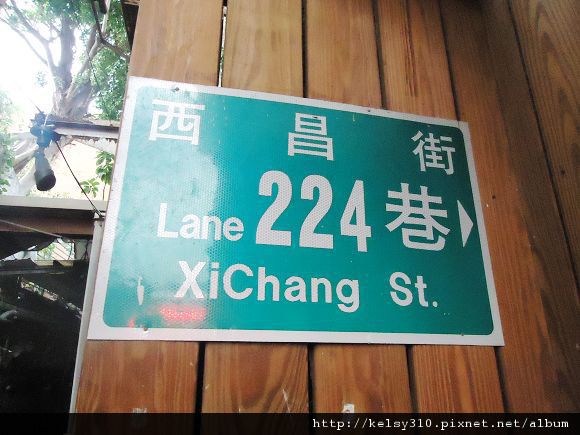 西昌街
Lane 224 巷
XiChang St.
http://kelsy310.pixnet.net/album